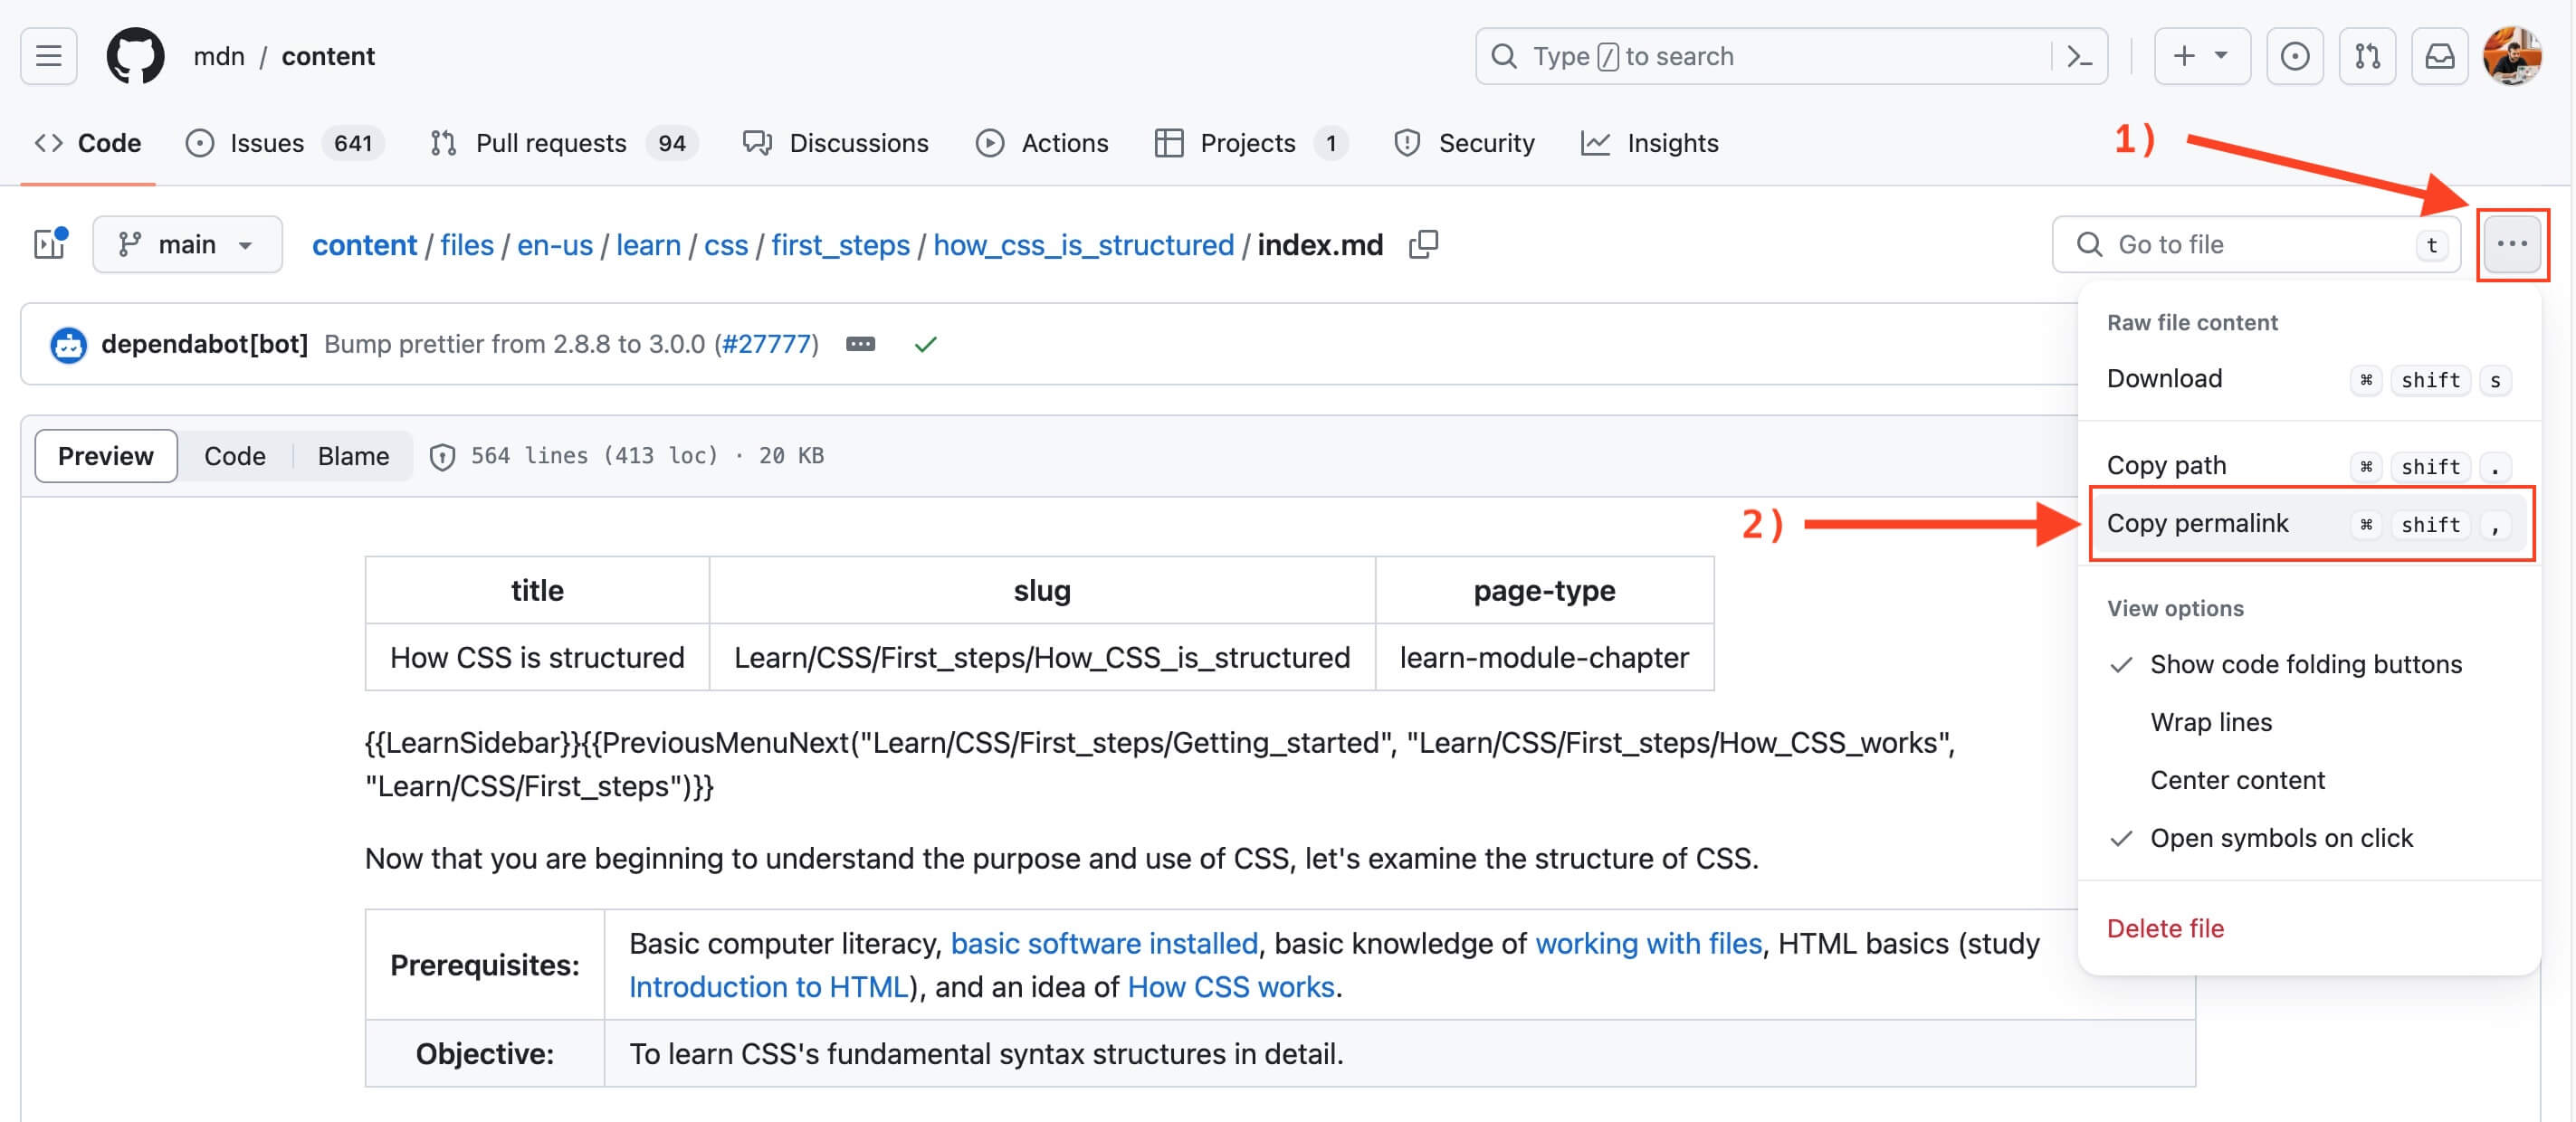 mdn / content
Type / to search
Code Issues 641 Pull requests 94 Discussions Actions Projects 1 Security Insights
1)
main content / files / en-us / learn / css / first_steps / how_css_is_structured / index.md Go to file t
dependabot[bot] Bump prettier from 2.8.8 to 3.0.0 (#27777)
Preview Code Blame 564 lines (413 loc) · 20 KB
Raw file content
Download ⌘ shift s
Copy path ⌘ shift .
2)
Copy permalink ⌘ shift ,
View options
Show code folding buttons
Wrap lines
Center content
Open symbols on click
Delete file
title slug page-type
How CSS is structured Learn/CSS/First_steps/How_CSS_is_structured learn-module-chapter
{{LearnSidebar}}{{PreviousMenuNext("Learn/CSS/First_steps/Getting_started", "Learn/CSS/First_steps/How_CSS_works",
"Learn/CSS/First_steps")}}
Now that you are beginning to understand the purpose and use of CSS, let's examine the structure of CSS.
Prerequisites: Basic computer literacy, basic software installed, basic knowledge of working with files, HTML basics (study
Introduction to HTML), and an idea of How CSS works.
Objective: To learn CSS's fundamental syntax structures in detail.